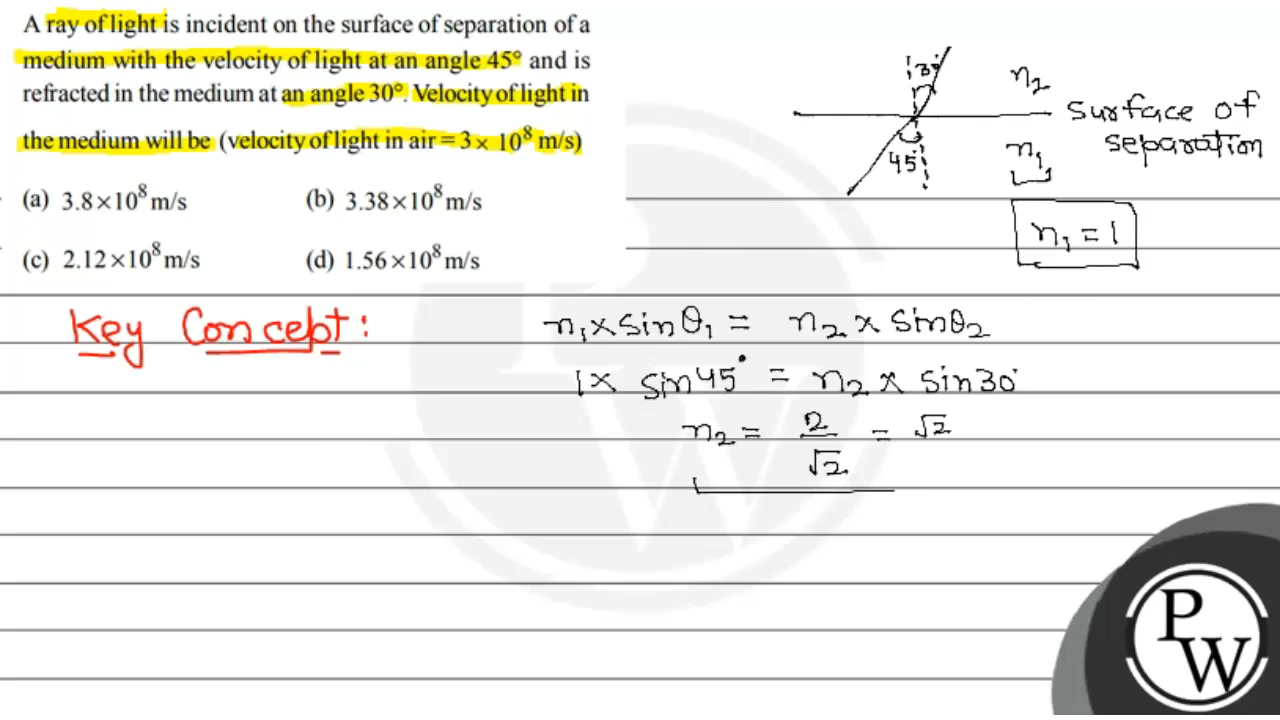 A ray of light is incident on the surface of separation of a
medium with the velocity of light at an angle 45° and is
refracted in the medium at an angle 30°. Velocity of light in
the medium will be (velocity of light in air = 3 × 10⁸ m/s)
(a) 3.8×10⁸ m/s (b) 3.38×10⁸ m/s
(c) 2.12×10⁸ m/s (d) 1.56×10⁸ m/s
30°
n₂
surface of
separation
45°
n₁
n₁ = 1
Key Concept:
n₁ × sinθ₁ = n₂ × sinθ₂
1× sin45° = n₂ × sin30°
n₂ = 2/√2 = √2
PW